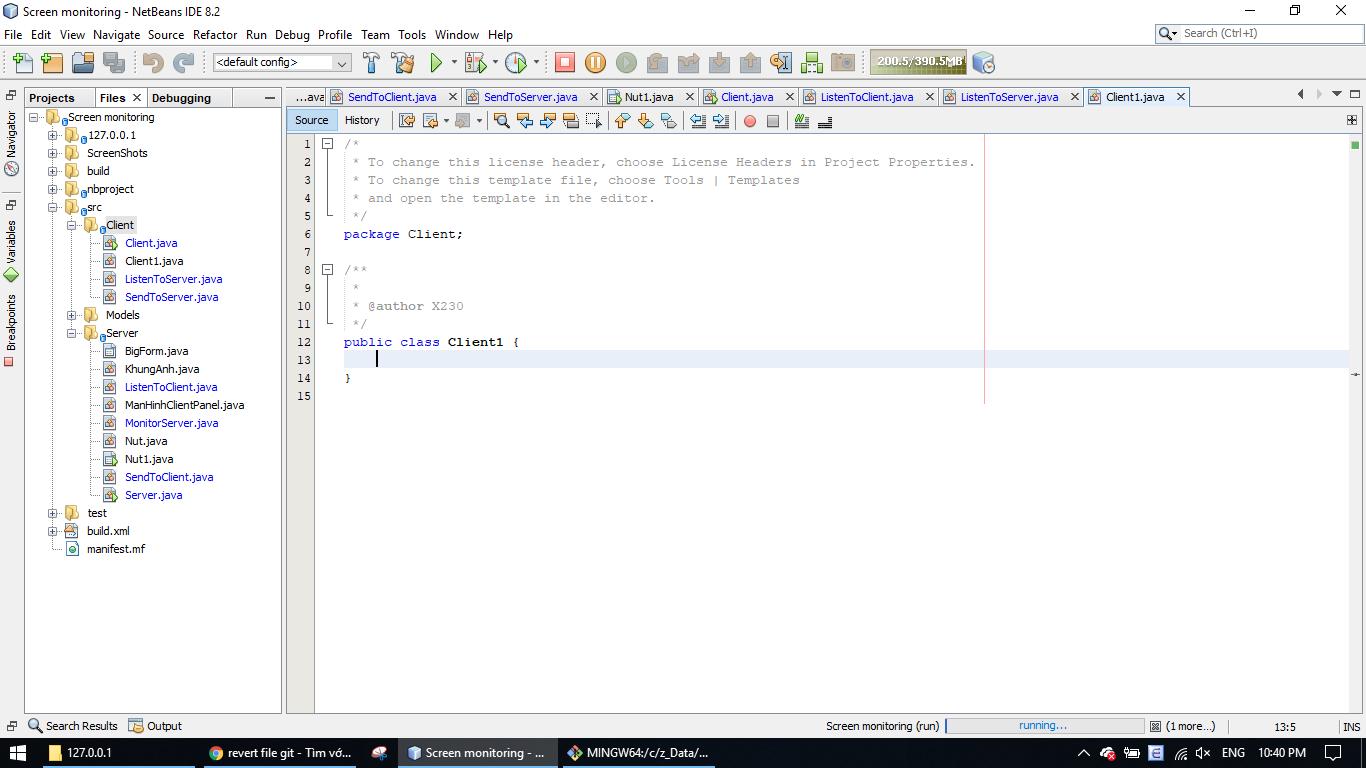 Screen monitoring - NetBeans IDE 8.2
File Edit View Navigate Source Refactor Run Debug Profile Team Tools Window Help
Search (Ctrl+I)
<default config>
200.5/390.5MB
Projects Files Debugging
...ava SendToClient.java SendToServer.java Nut1.java Client.java ListenToClient.java ListenToServer.java Client1.java
Source History
Navigator
Variables
Breakpoints
Screen monitoring
127.0.0.1
ScreenShots
build
nbproject
src
Client
Client.java
Client1.java
ListenToServer.java
SendToServer.java
Models
Server
BigForm.java
KhungAnh.java
ListenToClient.java
ManHinhClientPanel.java
MonitorServer.java
Nut.java
Nut1.java
SendToClient.java
Server.java
test
build.xml
manifest.mf
1 /*
2 * To change this license header, choose License Headers in Project Properties.
3 * To change this template file, choose Tools | Templates
4 * and open the template in the editor.
5 */
6 package Client;
7
8 /**
9 *
10 * @author X230
11 */
12 public class Client1 {
13
14 }
15
Search Results Output
Screen monitoring (run) running... (1 more...) 13:5 INS
127.0.0.1 revert file git - Tìm vớ... Screen monitoring - ... MINGW64:/c/z_Data/... ENG 10:40 PM